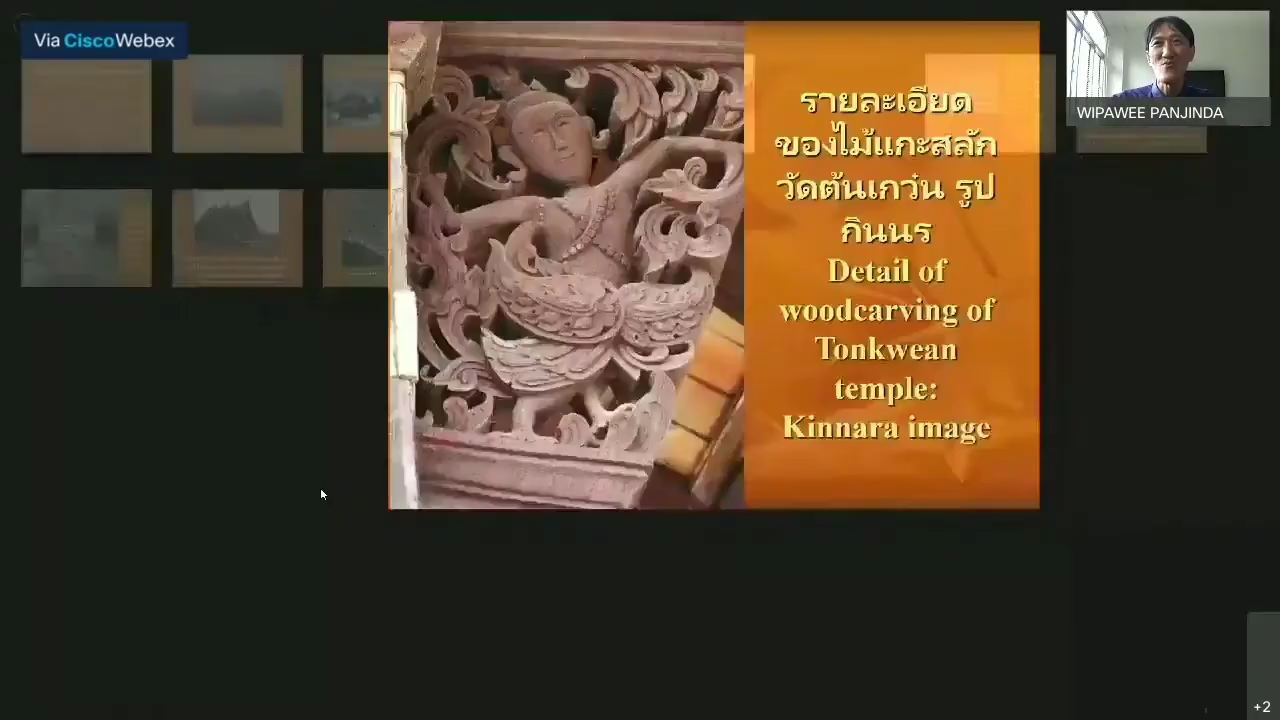 Via CiscoWebex
รายละเอียด
ของไม้แกะสลัก
วัดต้นเกว๋น รูป
กินนร
Detail of
woodcarving of
Tonkwean
temple:
Kinnara image
WIPAWEE PANJINDA
+2